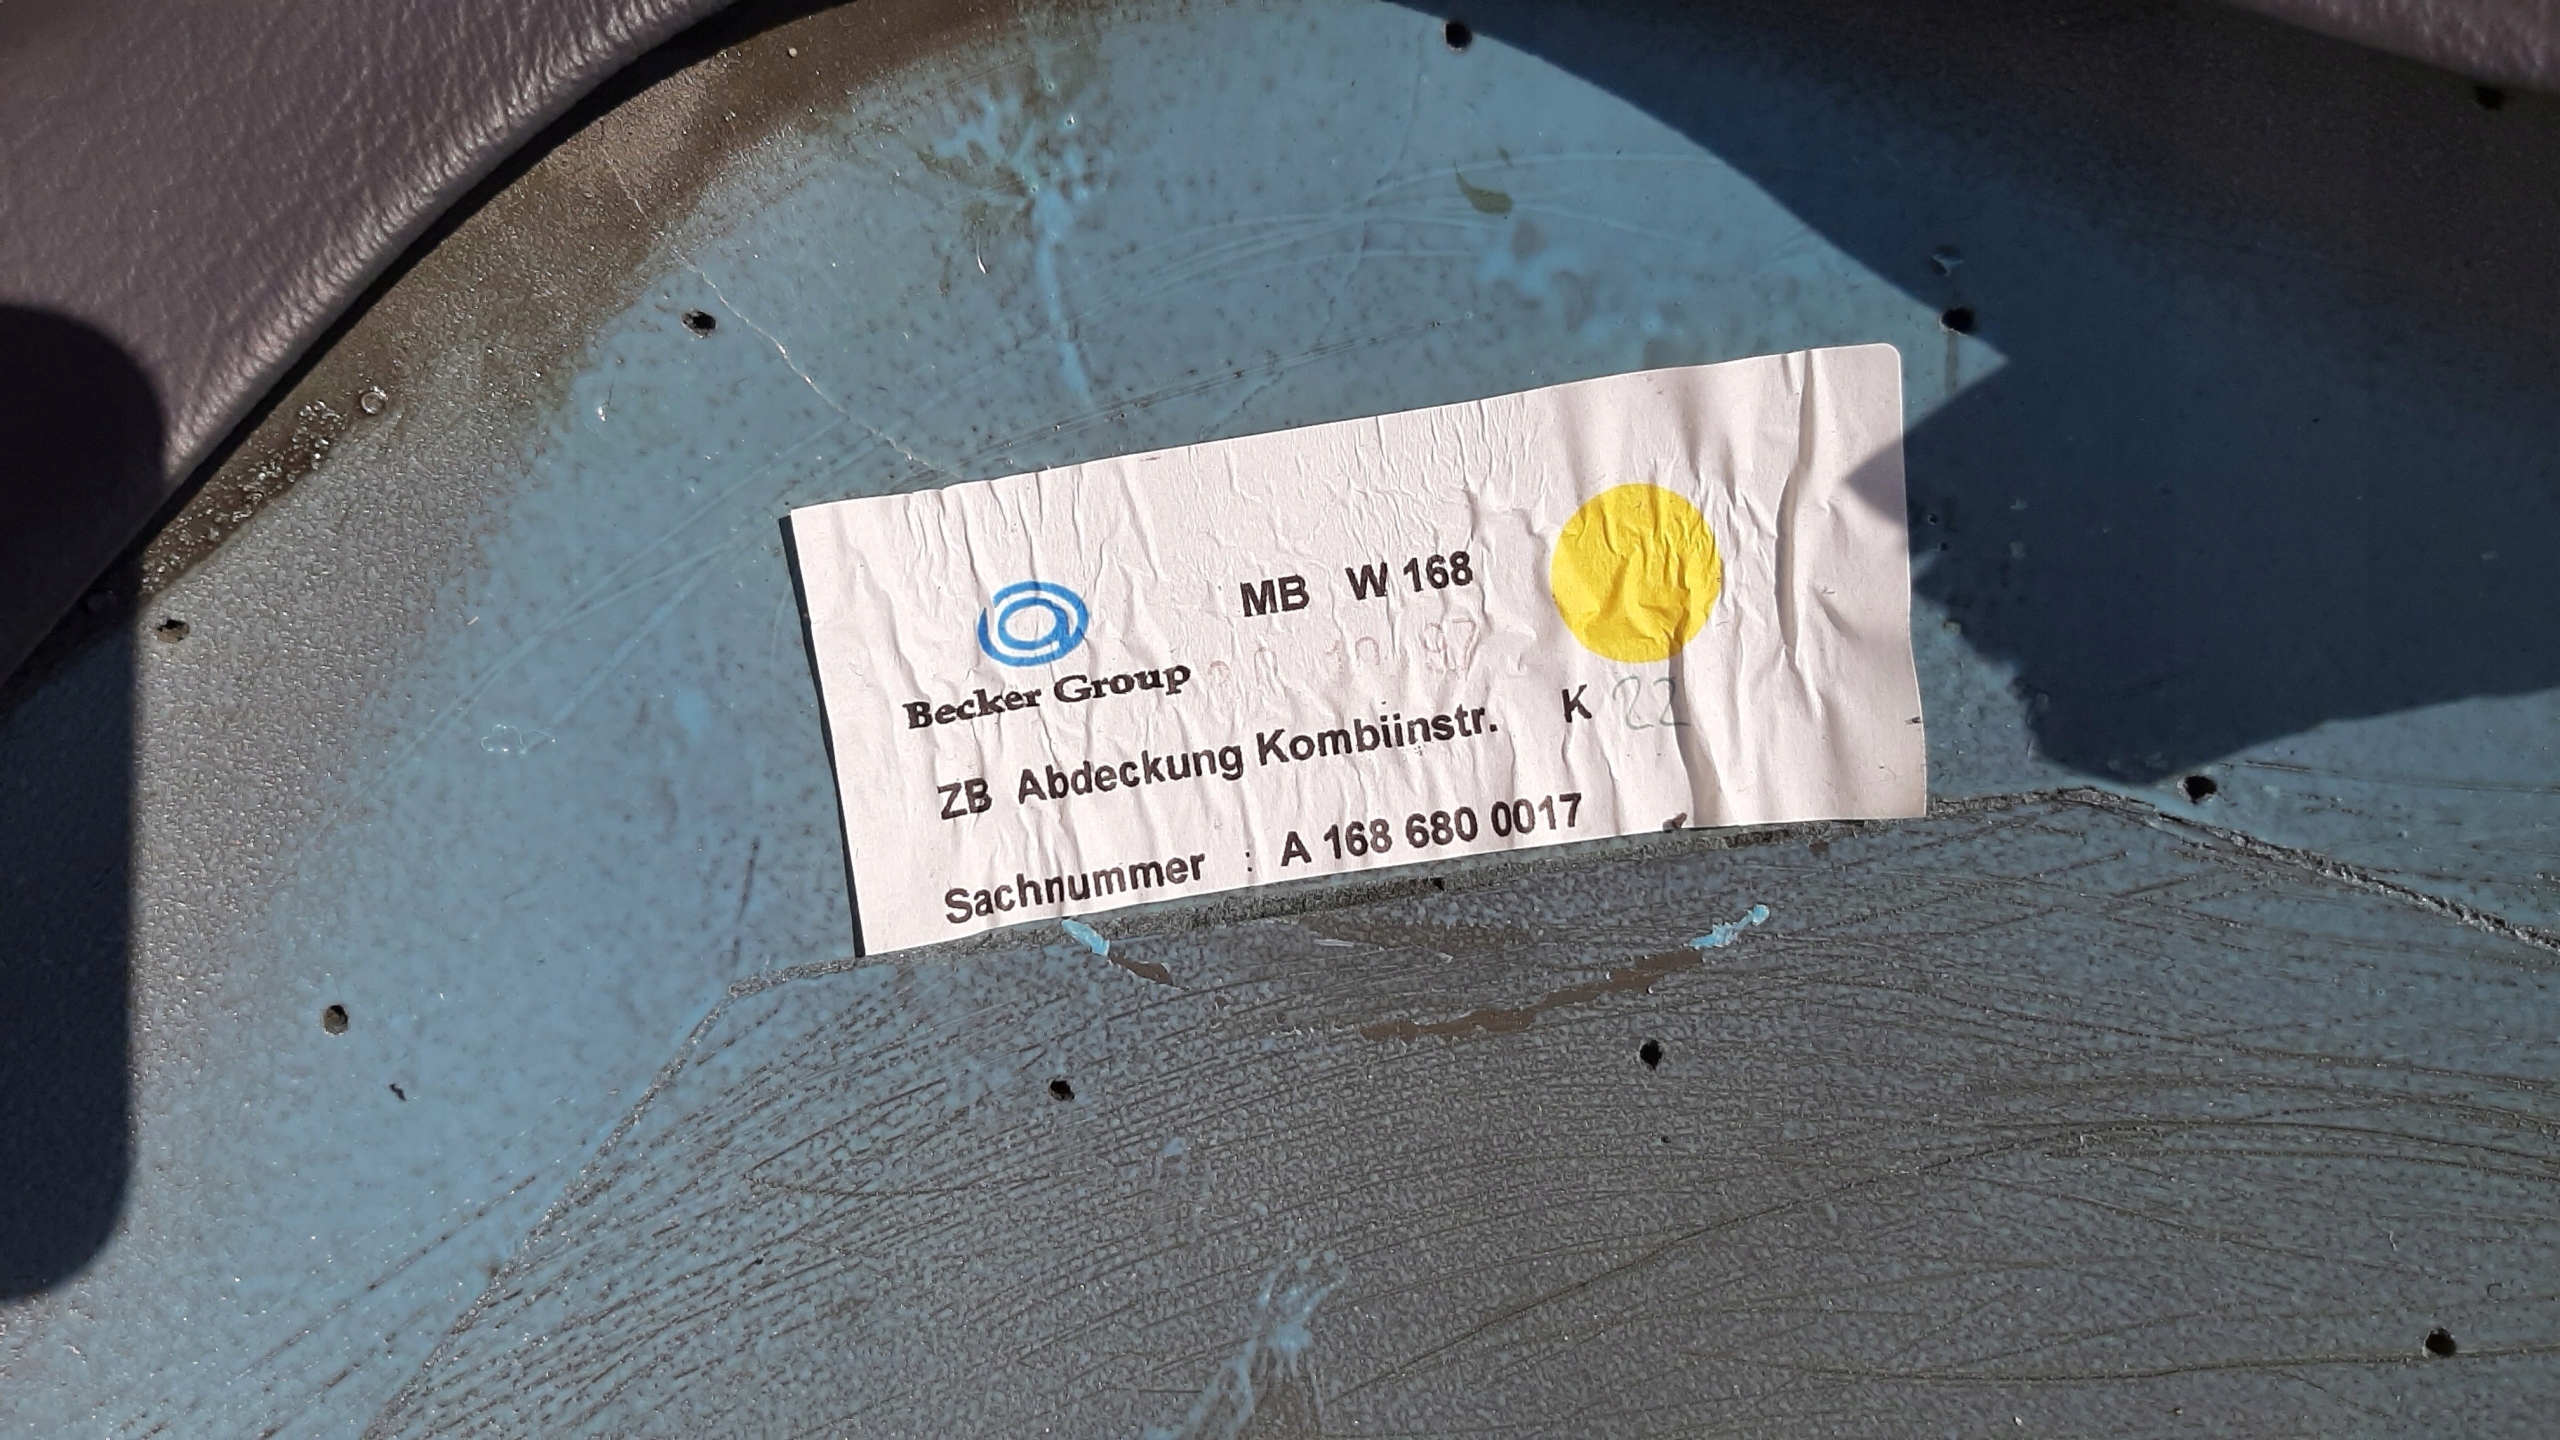 MB W 168
Becker Group
ZB Abdeckung Kombiinstr. K 22
Sachnummer : A 168 680 0017